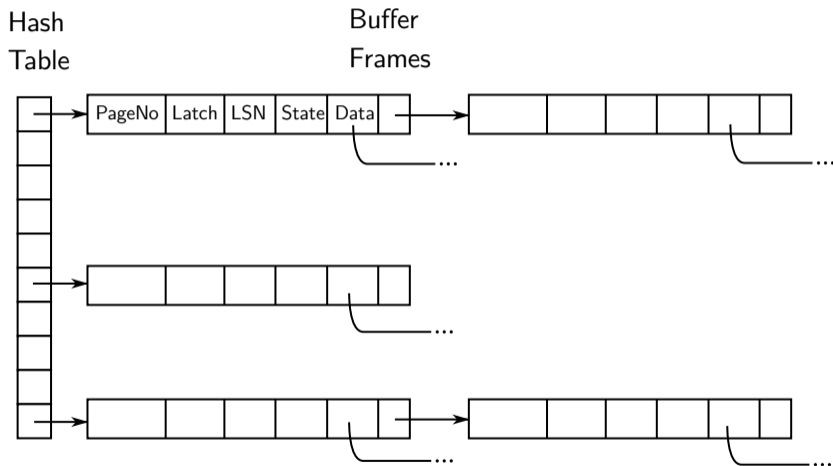 Hash
Table
Buffer
Frames
PageNo Latch LSN State Data
...
...
...
...
...